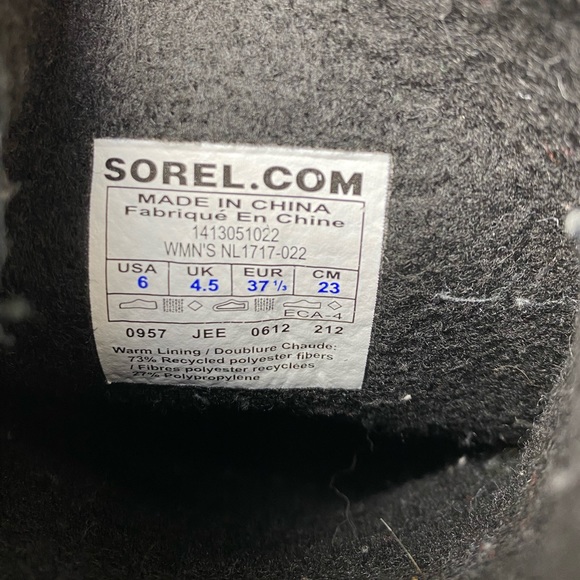 SOREL.COM
MADE IN CHINA
Fabriqué En Chine
1413051022
WMN'S NL1717-022
USA UK EUR CM
6 4.5 37 1/3 23
ECA-4
0957 JEE 0612 212
Warm Lining / Doublure Chaude:
73% Recycled polyester fibers
/ Fibres polyester recyclées
27% Polypropylene